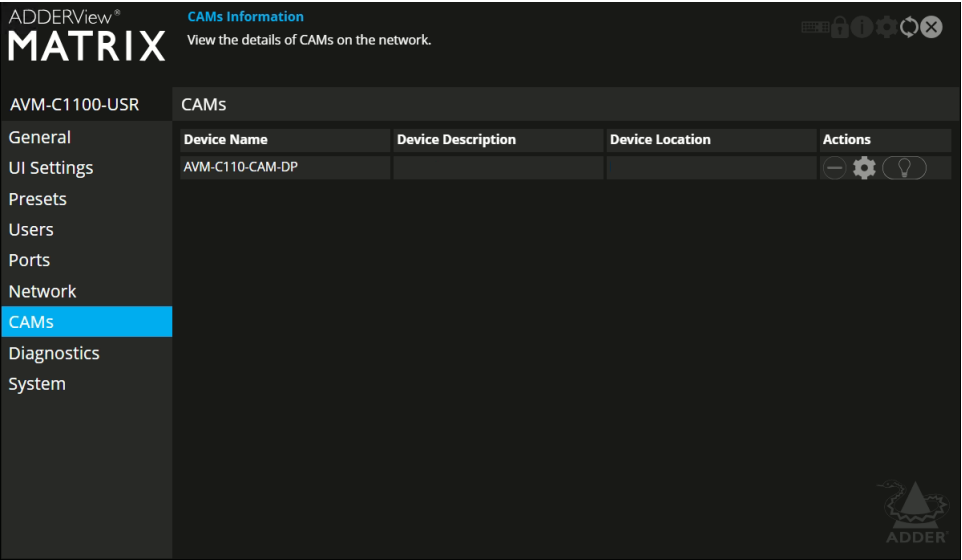 ADDERView®
MATRIX
CAMs Information
View the details of CAMs on the network.
AVM-C1100-USR
General
UI Settings
Presets
Users
Ports
Network
CAMs
Diagnostics
System
CAMs
Device Name Device Description Device Location Actions
AVM-C110-CAM-DP
ADDER®